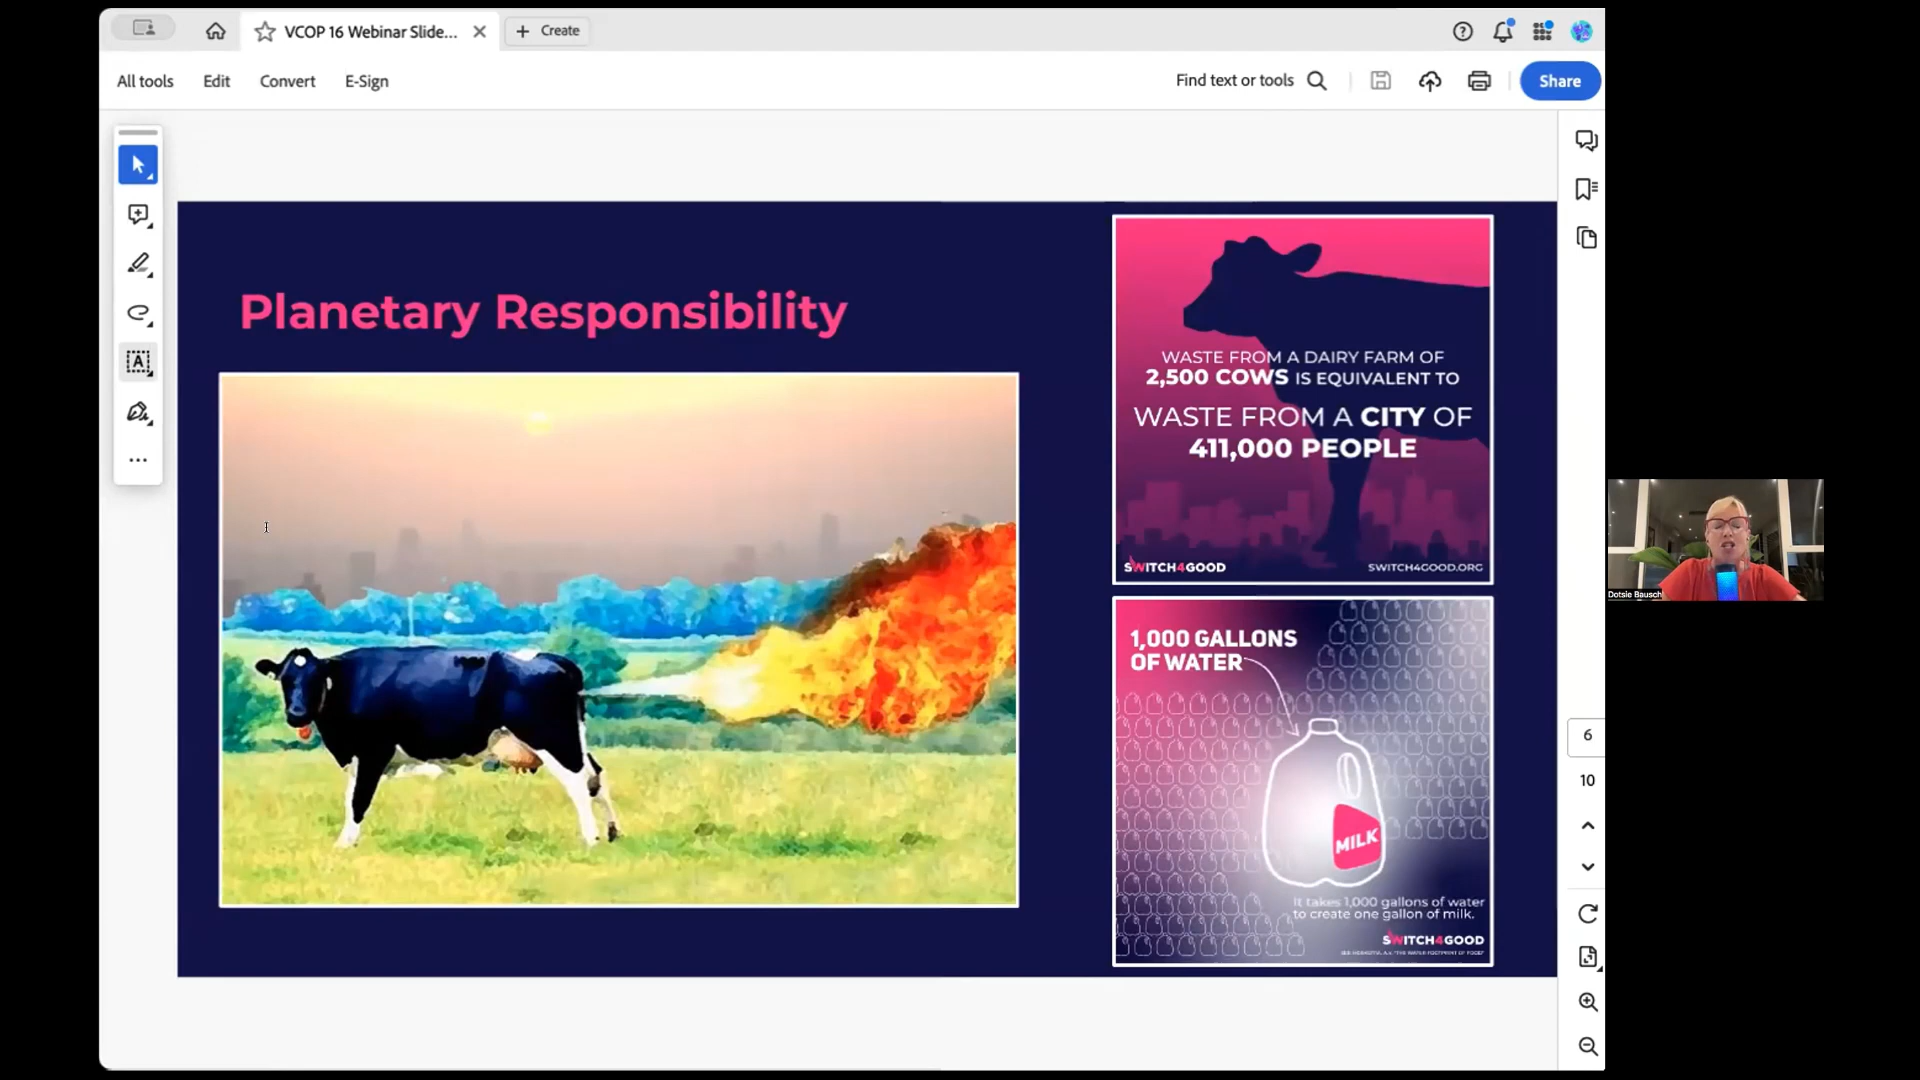 VCOP 16 Webinar Slide...
Create
All tools
Edit
Convert
E-Sign
Find text or tools
Share
Planetary Responsibility
WASTE FROM A DAIRY FARM OF
2,500 COWS IS EQUIVALENT TO
WASTE FROM A CITY OF
411,000 PEOPLE
SWITCH4GOOD
SWITCH4GOOD.ORG
1,000 GALLONS
OF WATER
MILK
It takes 1,000 gallons of water
to create one gallon of milk.
SWITCH4GOOD
6
10
Dotsie Bausch